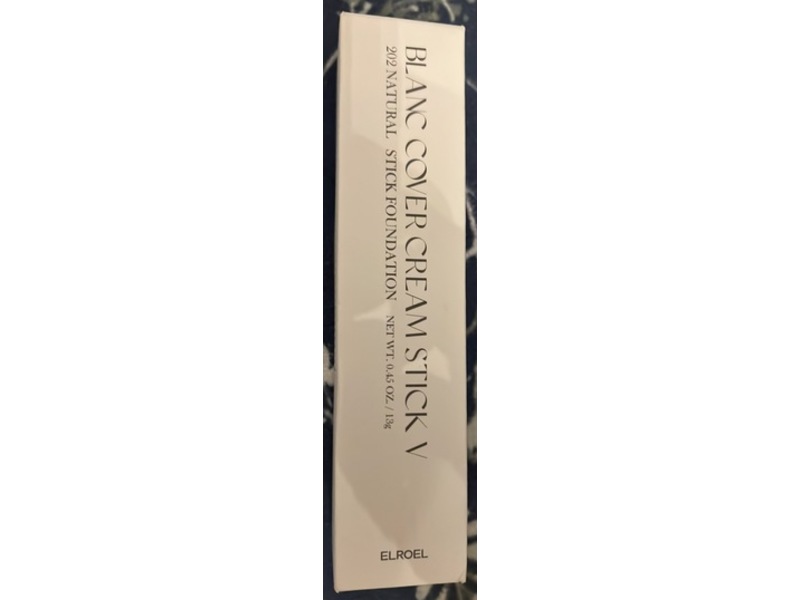 BLANC COVER CREAM STICK V
202 NATURAL STICK FOUNDATION NET WT. 0.45 OZ. / 13g
ELROEL